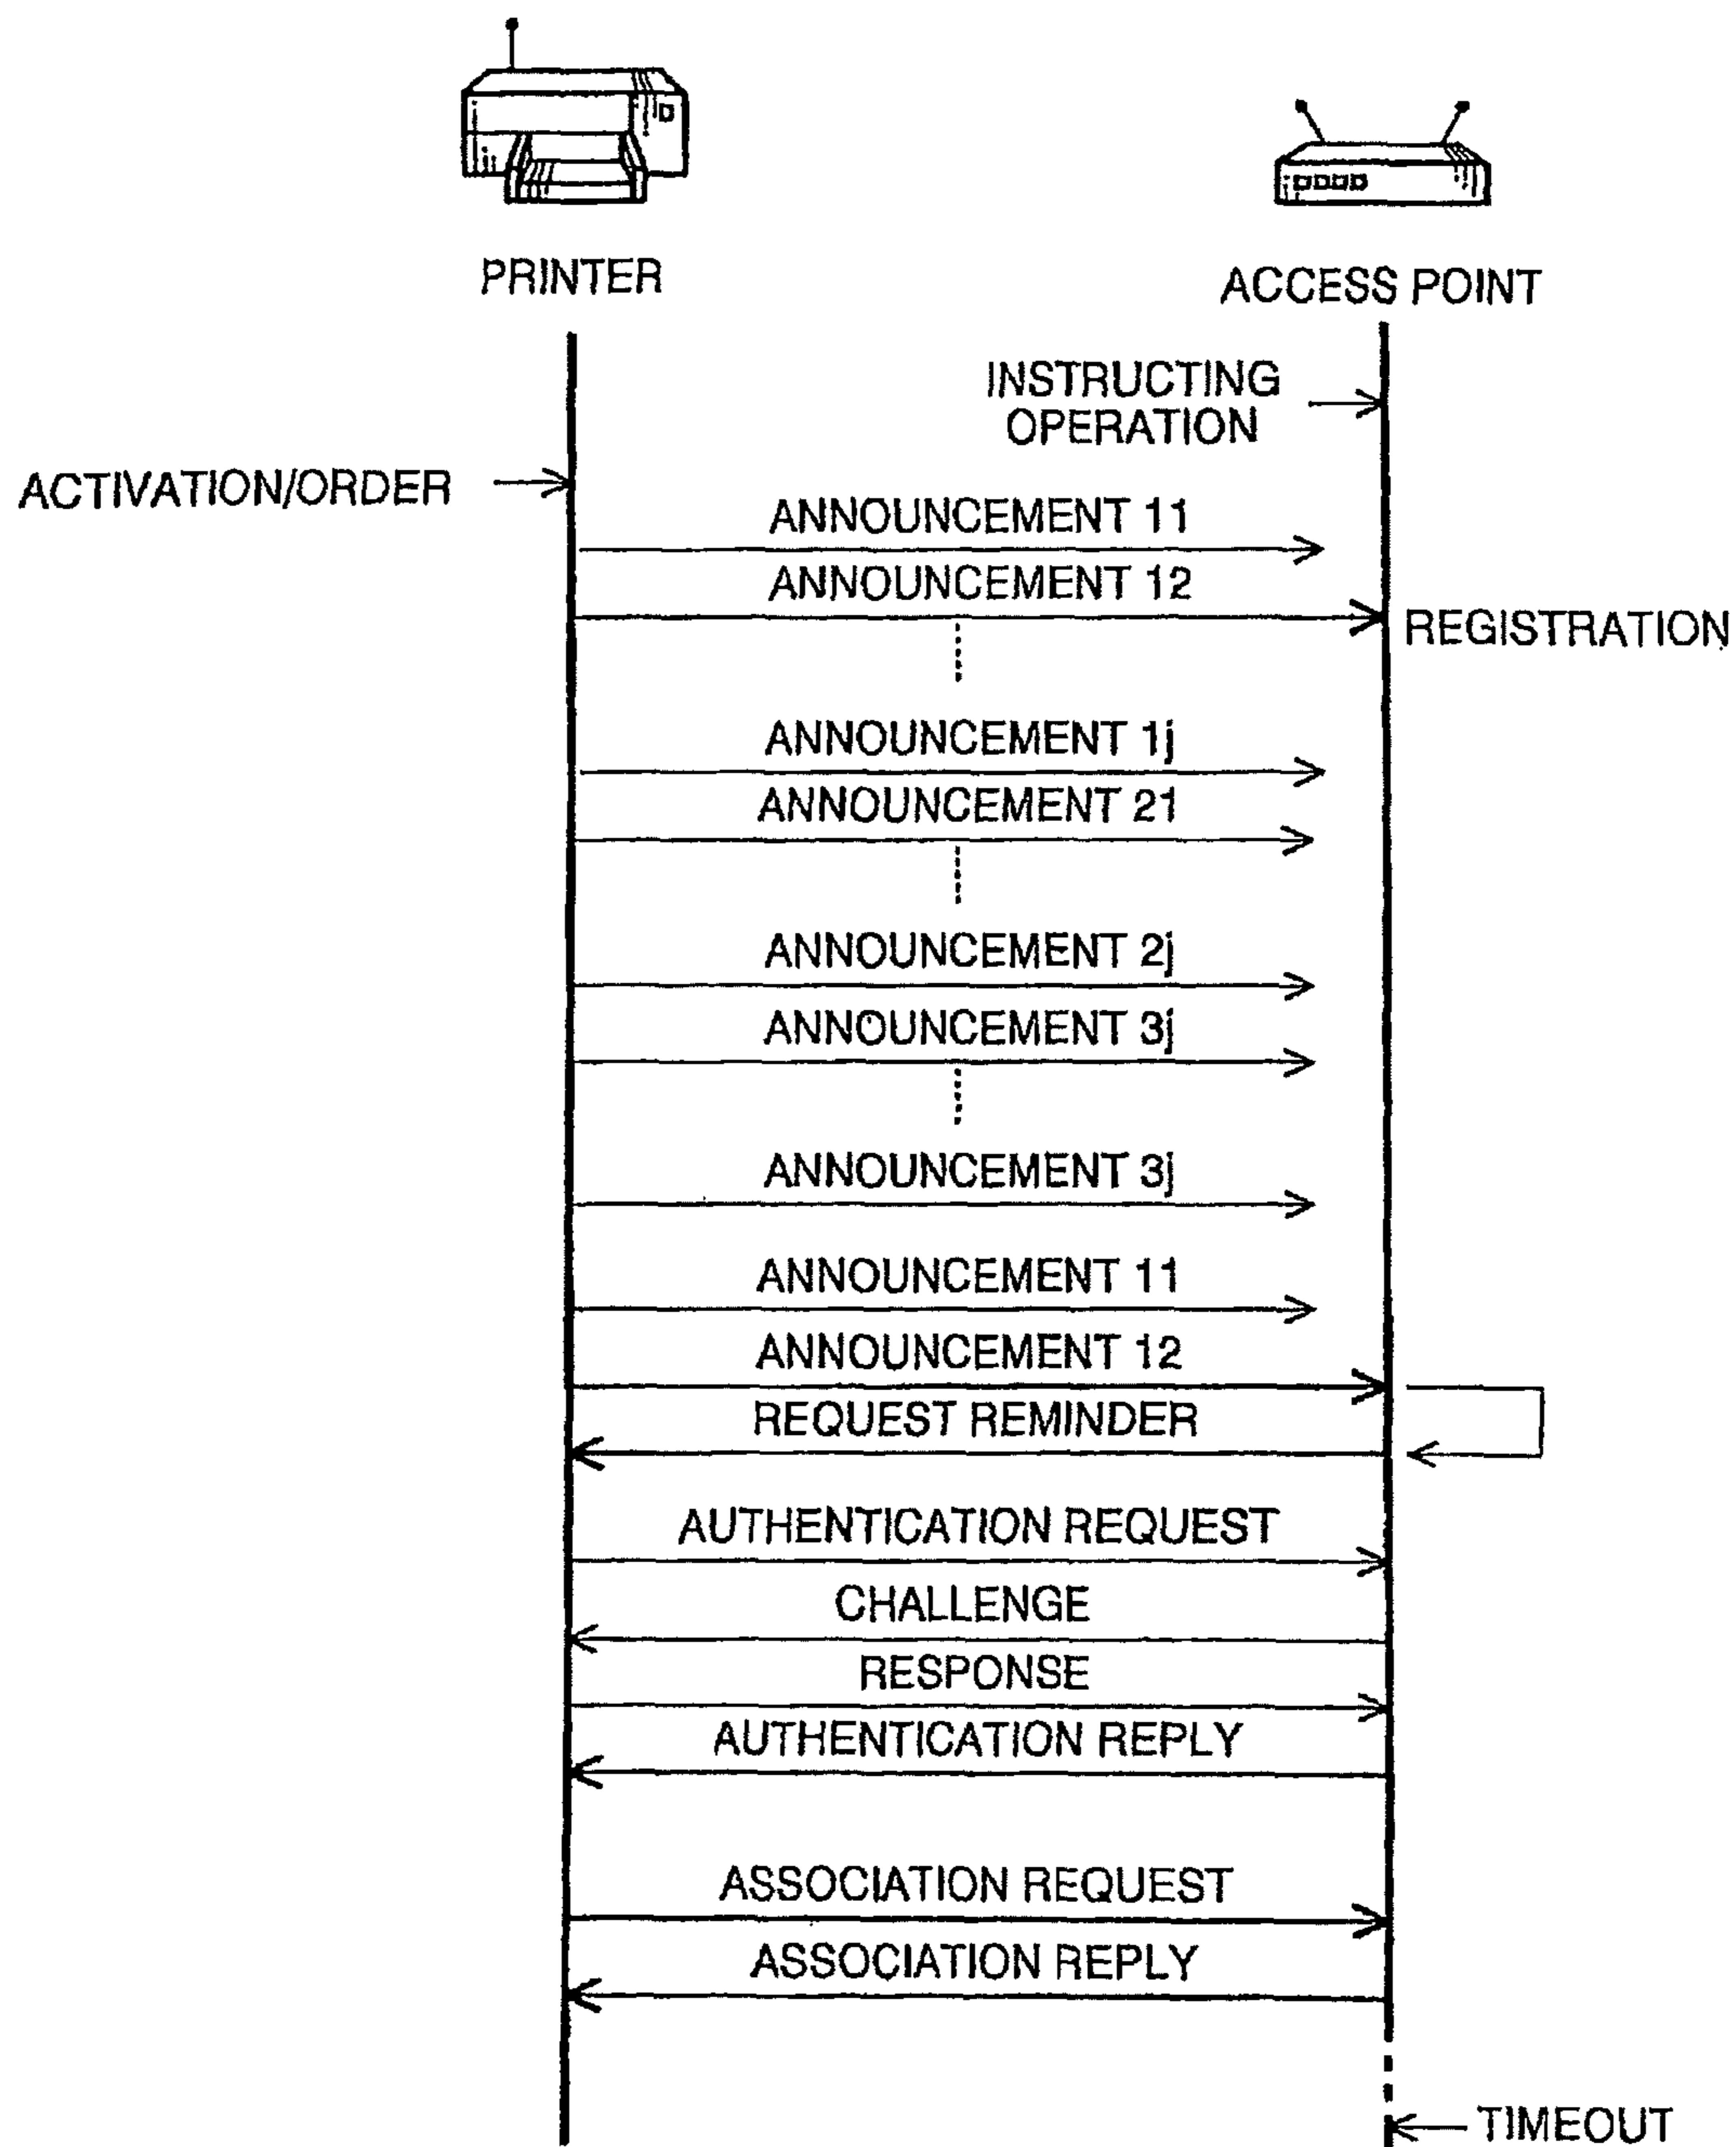 PRINTER
ACCESS POINT
INSTRUCTING
OPERATION
ACTIVATION/ORDER
ANNOUNCEMENT 11
ANNOUNCEMENT 12
REGISTRATION
ANNOUNCEMENT 1j
ANNOUNCEMENT 21
ANNOUNCEMENT 2j
ANNOUNCEMENT 3j
ANNOUNCEMENT 3j
ANNOUNCEMENT 11
ANNOUNCEMENT 12
REQUEST REMINDER
AUTHENTICATION REQUEST
CHALLENGE
RESPONSE
AUTHENTICATION REPLY
ASSOCIATION REQUEST
ASSOCIATION REPLY
TIMEOUT